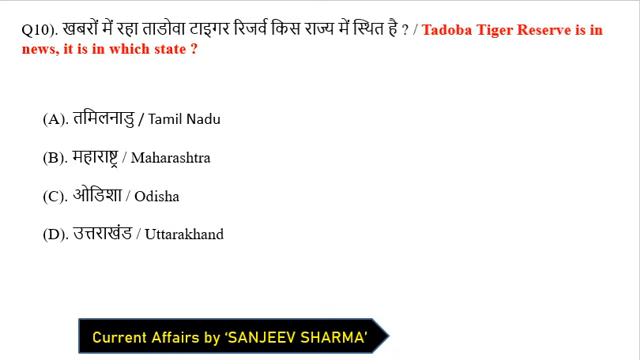 Q10). खबरों में रहा ताडोवा टाइगर रिजर्व किस राज्य में स्थित है ? / Tadoba Tiger Reserve is in
news, it is in which state ?
(A). तमिलनाडु / Tamil Nadu
(B). महाराष्ट्र / Maharashtra
(C). ओडिशा / Odisha
(D). उत्तराखंड / Uttarakhand
Current Affairs by ‘SANJEEV SHARMA’